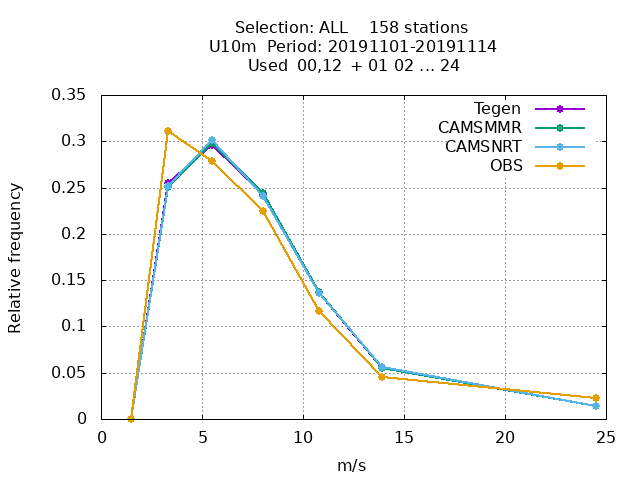 Selection: ALL    158 stations
U10m  Period: 20191101-20191114
Used  00,12  + 01 02 ... 24
Relative frequency
0.35
0.3
0.25
0.2
0.15
0.1
0.05
0
Tegen
CAMSMMR
CAMSNRT
OBS
0 5 10 15 20 25
m/s